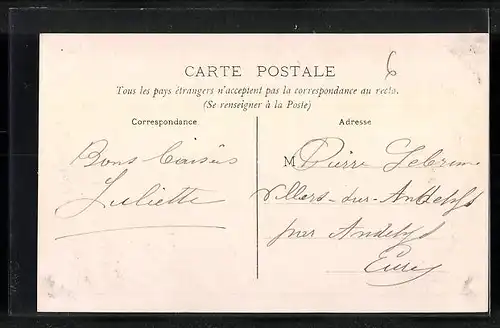 6
CARTE POSTALE
Tous les pays étrangers n'acceptent pas la correspondance au recto.
(Se renseigner à la Poste)
Correspondance
Adresse
Bons baisers
Juliette
M Pierre Lebrun
Villers-sur-Andelys
par Andelys
Eure